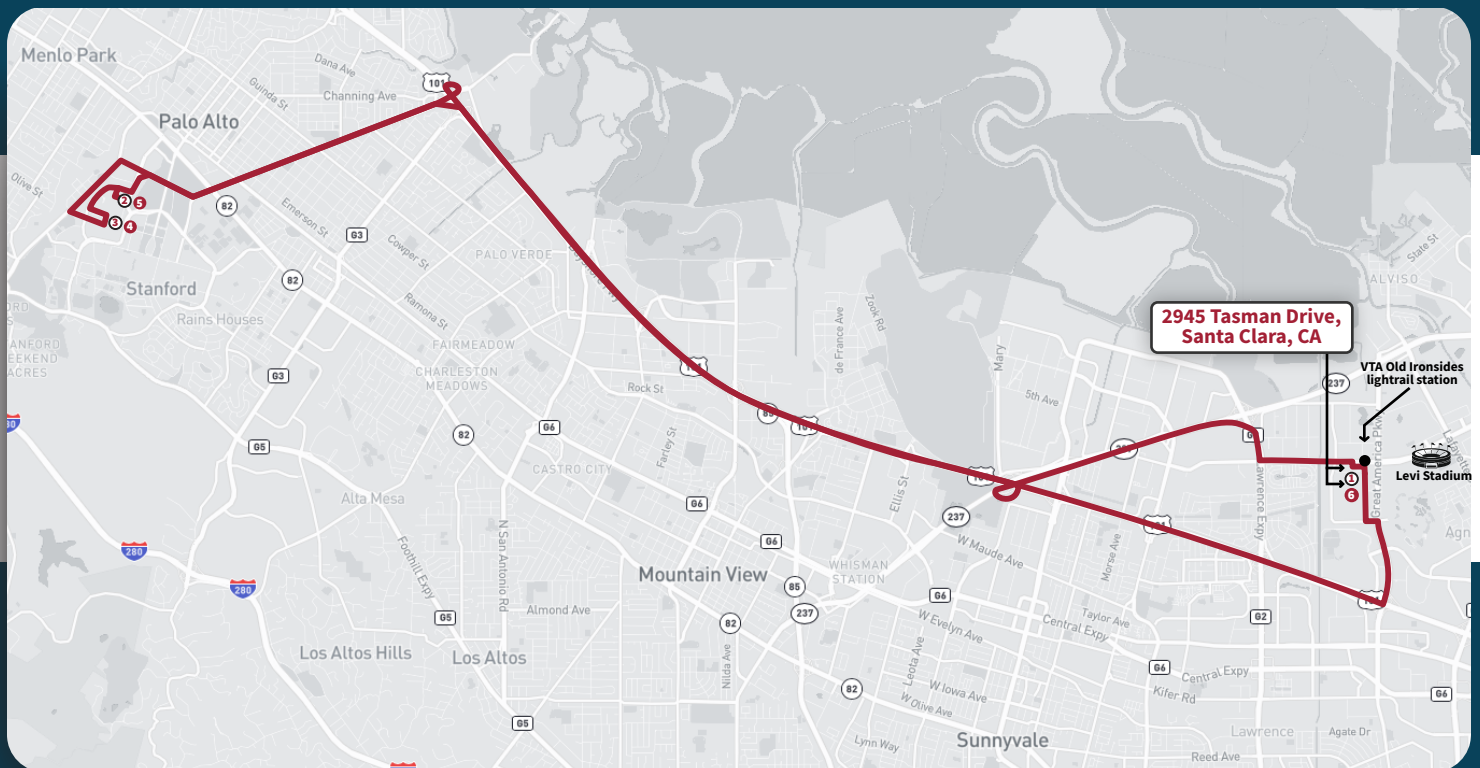 Menlo Park
Dana Ave
101
Guinda St
Channing Ave
Palo Alto
Olive St
2
5
3
4
82
Emerson St
G3
Cowper St
PALO VERDE
82
Stanford
Rains Houses
Ramona St
FAIRMEADOW
CHARLESTON
MEADOWS
G3
Rock St
de France Ave
Zook Rd
Mary
5th Ave
State St
ALVISO
2945 Tasman Drive,
Santa Clara, CA
VTA Old Ironsides
lightrail station
237
Great America Pkwy
Levi Stadium
1
6
82
G6
G5
Farley St
CASTRO CITY
Alta Mesa
G6
Ellis St
237
280
280
Foothill Expy
N San Antonio Rd
G6
WHISMAN
STATION
W Maude Ave
Morse Ave
Mountain View
85
237
G6
Almond Ave
G5
82
W Evelyn Ave
Taylor Ave
Central Expy
G2
Los Altos Hills
Los Altos
Nilda Ave
Leota Ave
G6
Central Expy
Kifer Rd
W Iowa Ave
W Olive Ave
82
G6
G5
Lynn Way
Sunnyvale
Lawrence
Agate Dr
Reed Ave